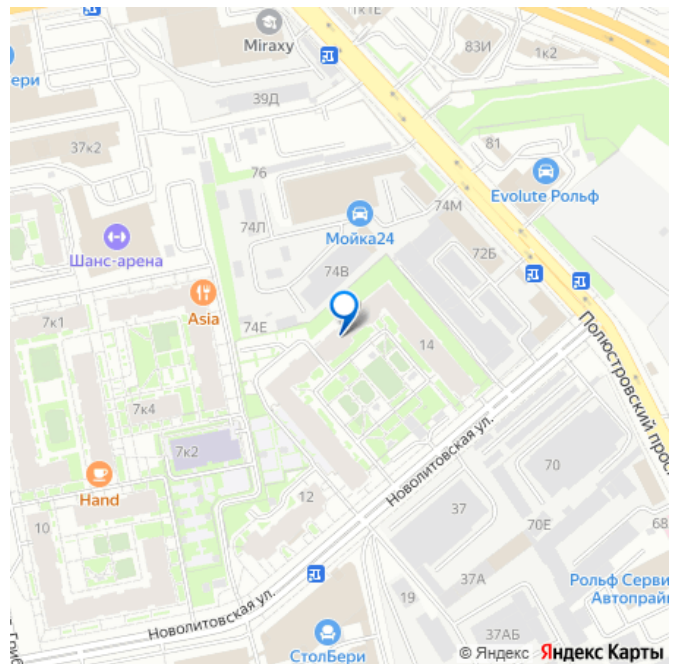 1к1Е
Miraxy
83И
1к2
ери
39Д
37к2
76
81
Evolute Рольф
74М
74Л
Мойка24
72Б
Шанс-арена
74В
Asia
7к1
74Е
14
Полюстровский прос
7к4
Новолитовская ул.
7к2
70
Hand
12
37
10
70Е
68
37А
Рольф Серви
Автопрай
19
Новолитовская ул.
37АБ
СтолБери
© Яндекс Яндекс Карты